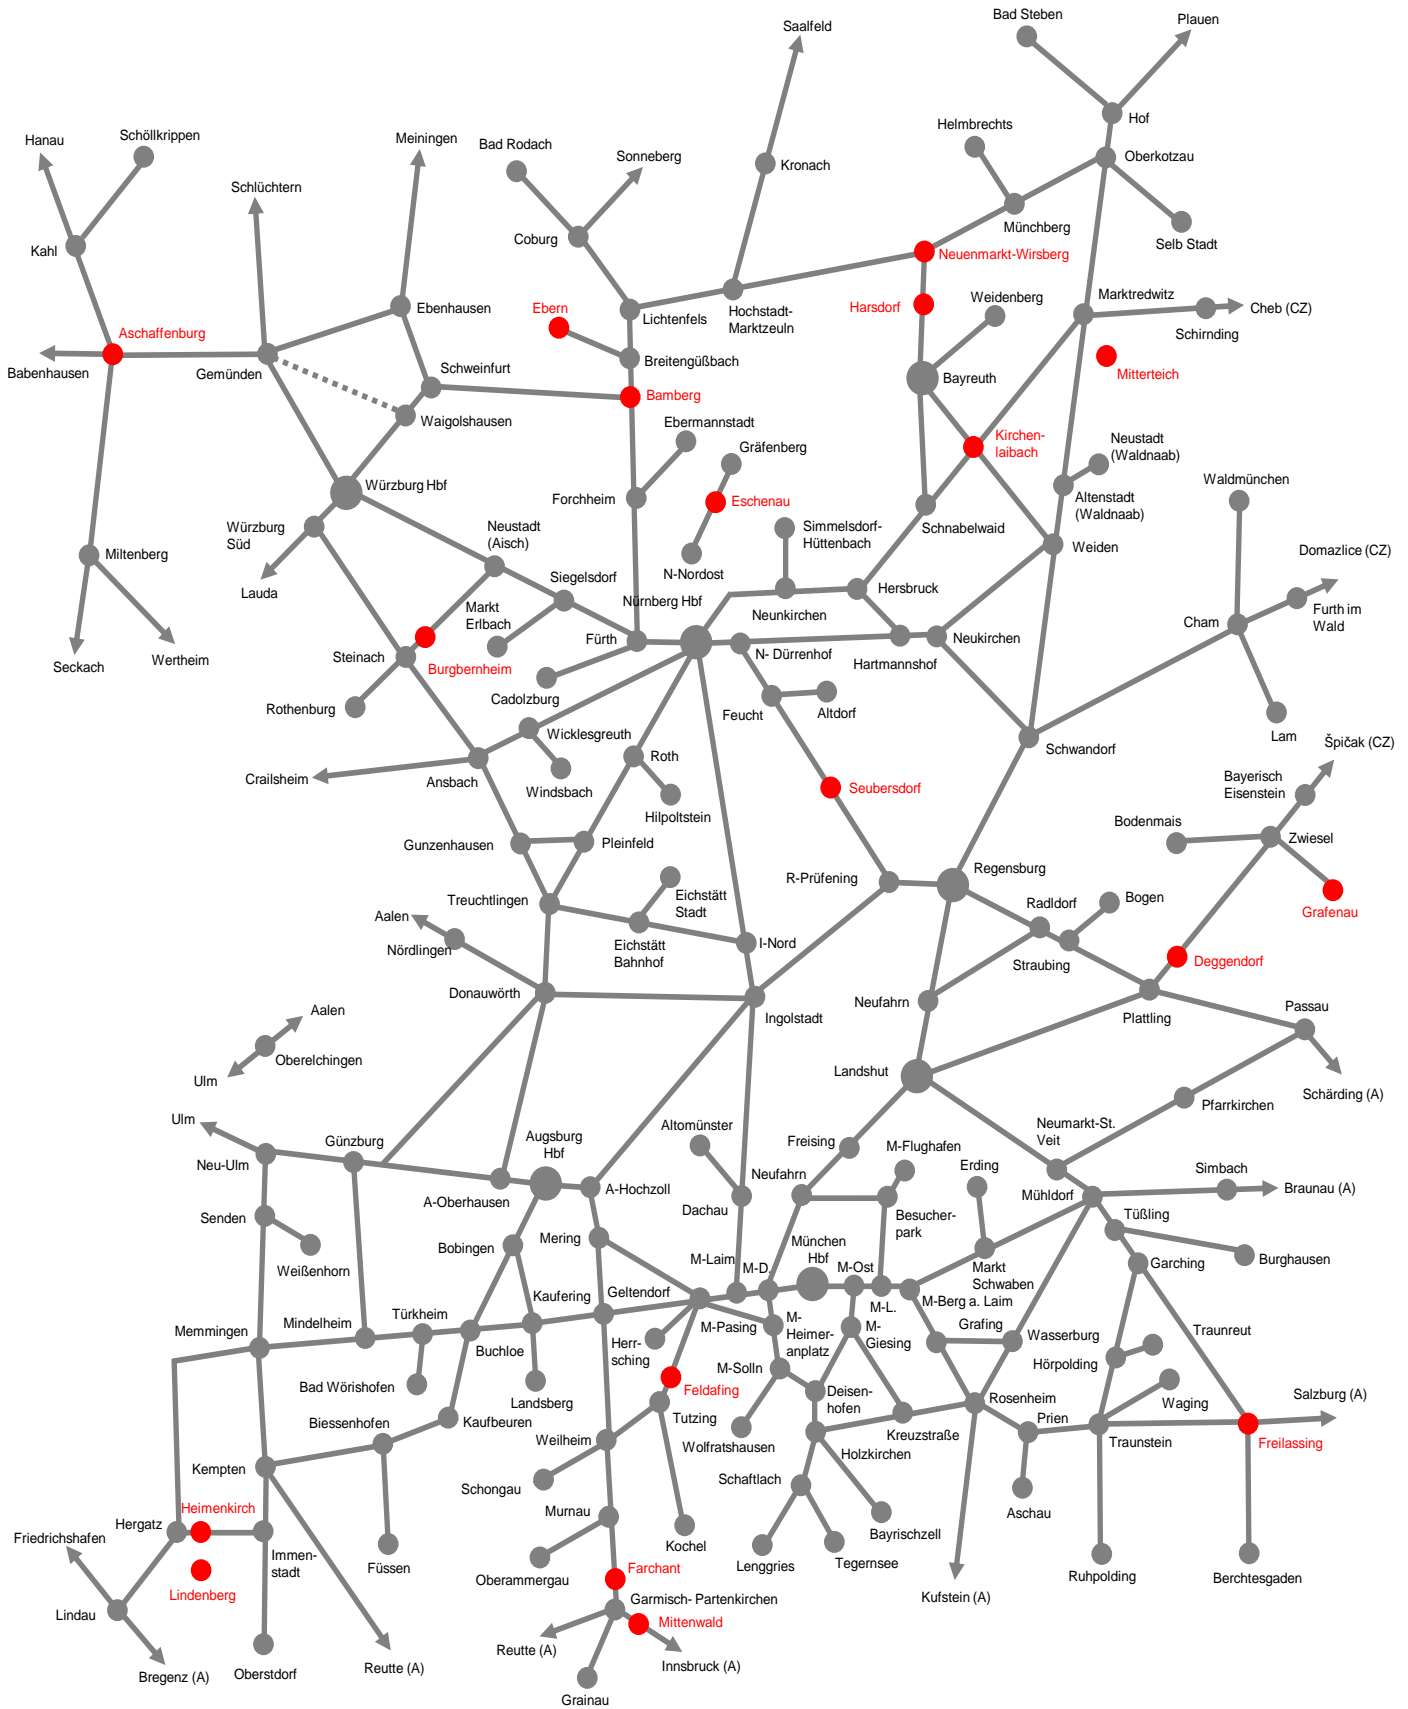 Bad Steben
Plauen
Saalfeld
Hof
Helmbrechts
Hanau
Schöllkrippen
Meiningen
Bad Rodach
Sonneberg
Kronach
Oberkotzau
Schlüchtern
Münchberg
Selb Stadt
Kahl
Coburg
Neuenmarkt-Wirsberg
Ebern
Harsdorf
Weidenberg
Marktredwitz
Ebenhausen
Lichtenfels
Hochstadt-
Marktzeuln
Cheb (CZ)
Schirnding
Aschaffenburg
Babenhausen
Gemünden
Schweinfurt
Breitengüßbach
Bayreuth
Mitterteich
Bamberg
Waigolshausen
Ebermannstadt
Gräfenberg
Kirchen-
laibach
Neustadt
(Waldnaab)
Würzburg Hbf
Forchheim
Eschenau
Waldmünchen
Altenstadt
(Waldnaab)
Würzburg
Süd
Neustadt
(Aisch)
Simmelsdorf-
Hüttenbach
Schnabelwaid
Weiden
Domazlice (CZ)
Miltenberg
Lauda
Siegelsdorf
N-Nordost
Nürnberg Hbf
Neunkirchen
Hersbruck
Furth im
Wald
Markt
Erlbach
Cham
Seckach
Wertheim
Steinach
Burgbernheim
Fürth
N- Dürrenhof
Hartmannshof
Neukirchen
Rothenburg
Cadolzburg
Feucht
Altdorf
Wicklesgreuth
Roth
Schwandorf
Lam
Špičak (CZ)
Crailsheim
Ansbach
Windsbach
Hilpoltstein
Seubersdorf
Bayerisch
Eisenstein
Bodenmais
Zwiesel
Gunzenhausen
Pleinfeld
R-Prüfening
Regensburg
Treuchtlingen
Eichstätt
Stadt
Radldorf
Bogen
Grafenau
Aalen
Nördlingen
Eichstätt
Bahnhof
I-Nord
Straubing
Deggendorf
Donauwörth
Ingolstadt
Neufahrn
Plattling
Passau
Aalen
Oberelchingen
Ulm
Landshut
Schärding (A)
Pfarrkirchen
Ulm
Günzburg
Augsburg
Hbf
Altomünster
Freising
M-Flughafen
Neumarkt-St.
Veit
Neu-Ulm
A-Oberhausen
A-Hochzoll
Neufahrn
Erding
Mühldorf
Simbach
Braunau (A)
Senden
Dachau
Besucher-
park
Tüßling
Weißenhorn
Bobingen
Mering
M-Laim
M-D.
München
Hbf
M-Ost
Markt
Schwaben
Burghausen
Garching
Kaufering
Geltendorf
M-L.
M-Berg a. Laim
Memmingen
Mindelheim
Türkheim
Buchloe
Herr-
sching
M-Pasing
M-
Heimer-
anplatz
M-
Giesing
Grafing
Wasserburg
Traunreut
Hörpolding
Bad Wörishofen
Landsberg
Feldafing
M-Solln
Deisen-
hofen
Rosenheim
Waging
Salzburg (A)
Biessenhofen
Kaufbeuren
Weilheim
Tutzing
Wolfratshausen
Holzkirchen
Kreuzstraße
Prien
Traunstein
Freilassing
Kempten
Schongau
Schaftlach
Aschau
Heimenkirch
Hergatz
Murnau
Bayrischzell
Friedrichshafen
Immen-
stadt
Füssen
Oberammergau
Kochel
Lenggries
Tegernsee
Kufstein (A)
Ruhpolding
Berchtesgaden
Lindenberg
Farchant
Lindau
Garmisch- Partenkirchen
Mittenwald
Bregenz (A)
Oberstdorf
Reutte (A)
Reutte (A)
Innsbruck (A)
Grainau